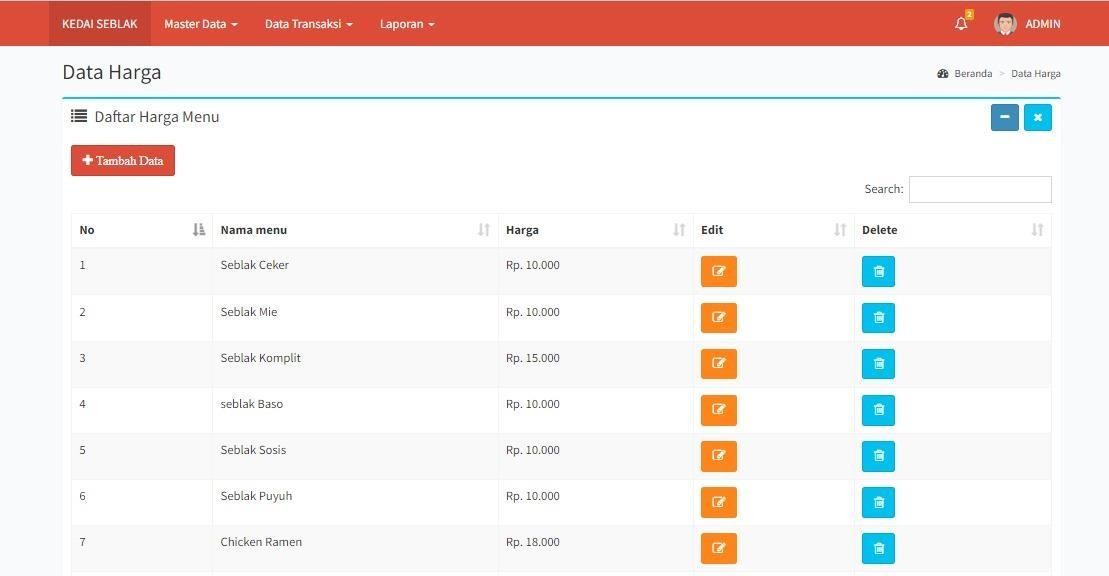 KEDAI SEBLAK Master Data Data Transaksi Laporan 2 ADMIN
Data Harga Beranda > Data Harga
Daftar Harga Menu
Tambah Data
Search:
No Nama menu Harga Edit Delete
1 Seblak Ceker Rp. 10.000
2 Seblak Mie Rp. 10.000
3 Seblak Komplit Rp. 15.000
4 seblak Baso Rp. 10.000
5 Seblak Sosis Rp. 10.000
6 Seblak Puyuh Rp. 10.000
7 Chicken Ramen Rp. 18.000